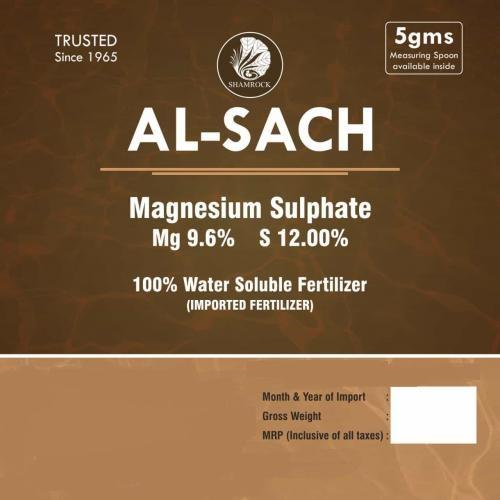 TRUSTED
Since 1965
SHAMROCK
5gms
Measuring Spoon
available inside
AL-SACH
Magnesium Sulphate
Mg 9.6% S 12.00%
100% Water Soluble Fertilizer
(IMPORTED FERTILIZER)
Month & Year of Import :
Gross Weight :
MRP (Inclusive of all taxes) :